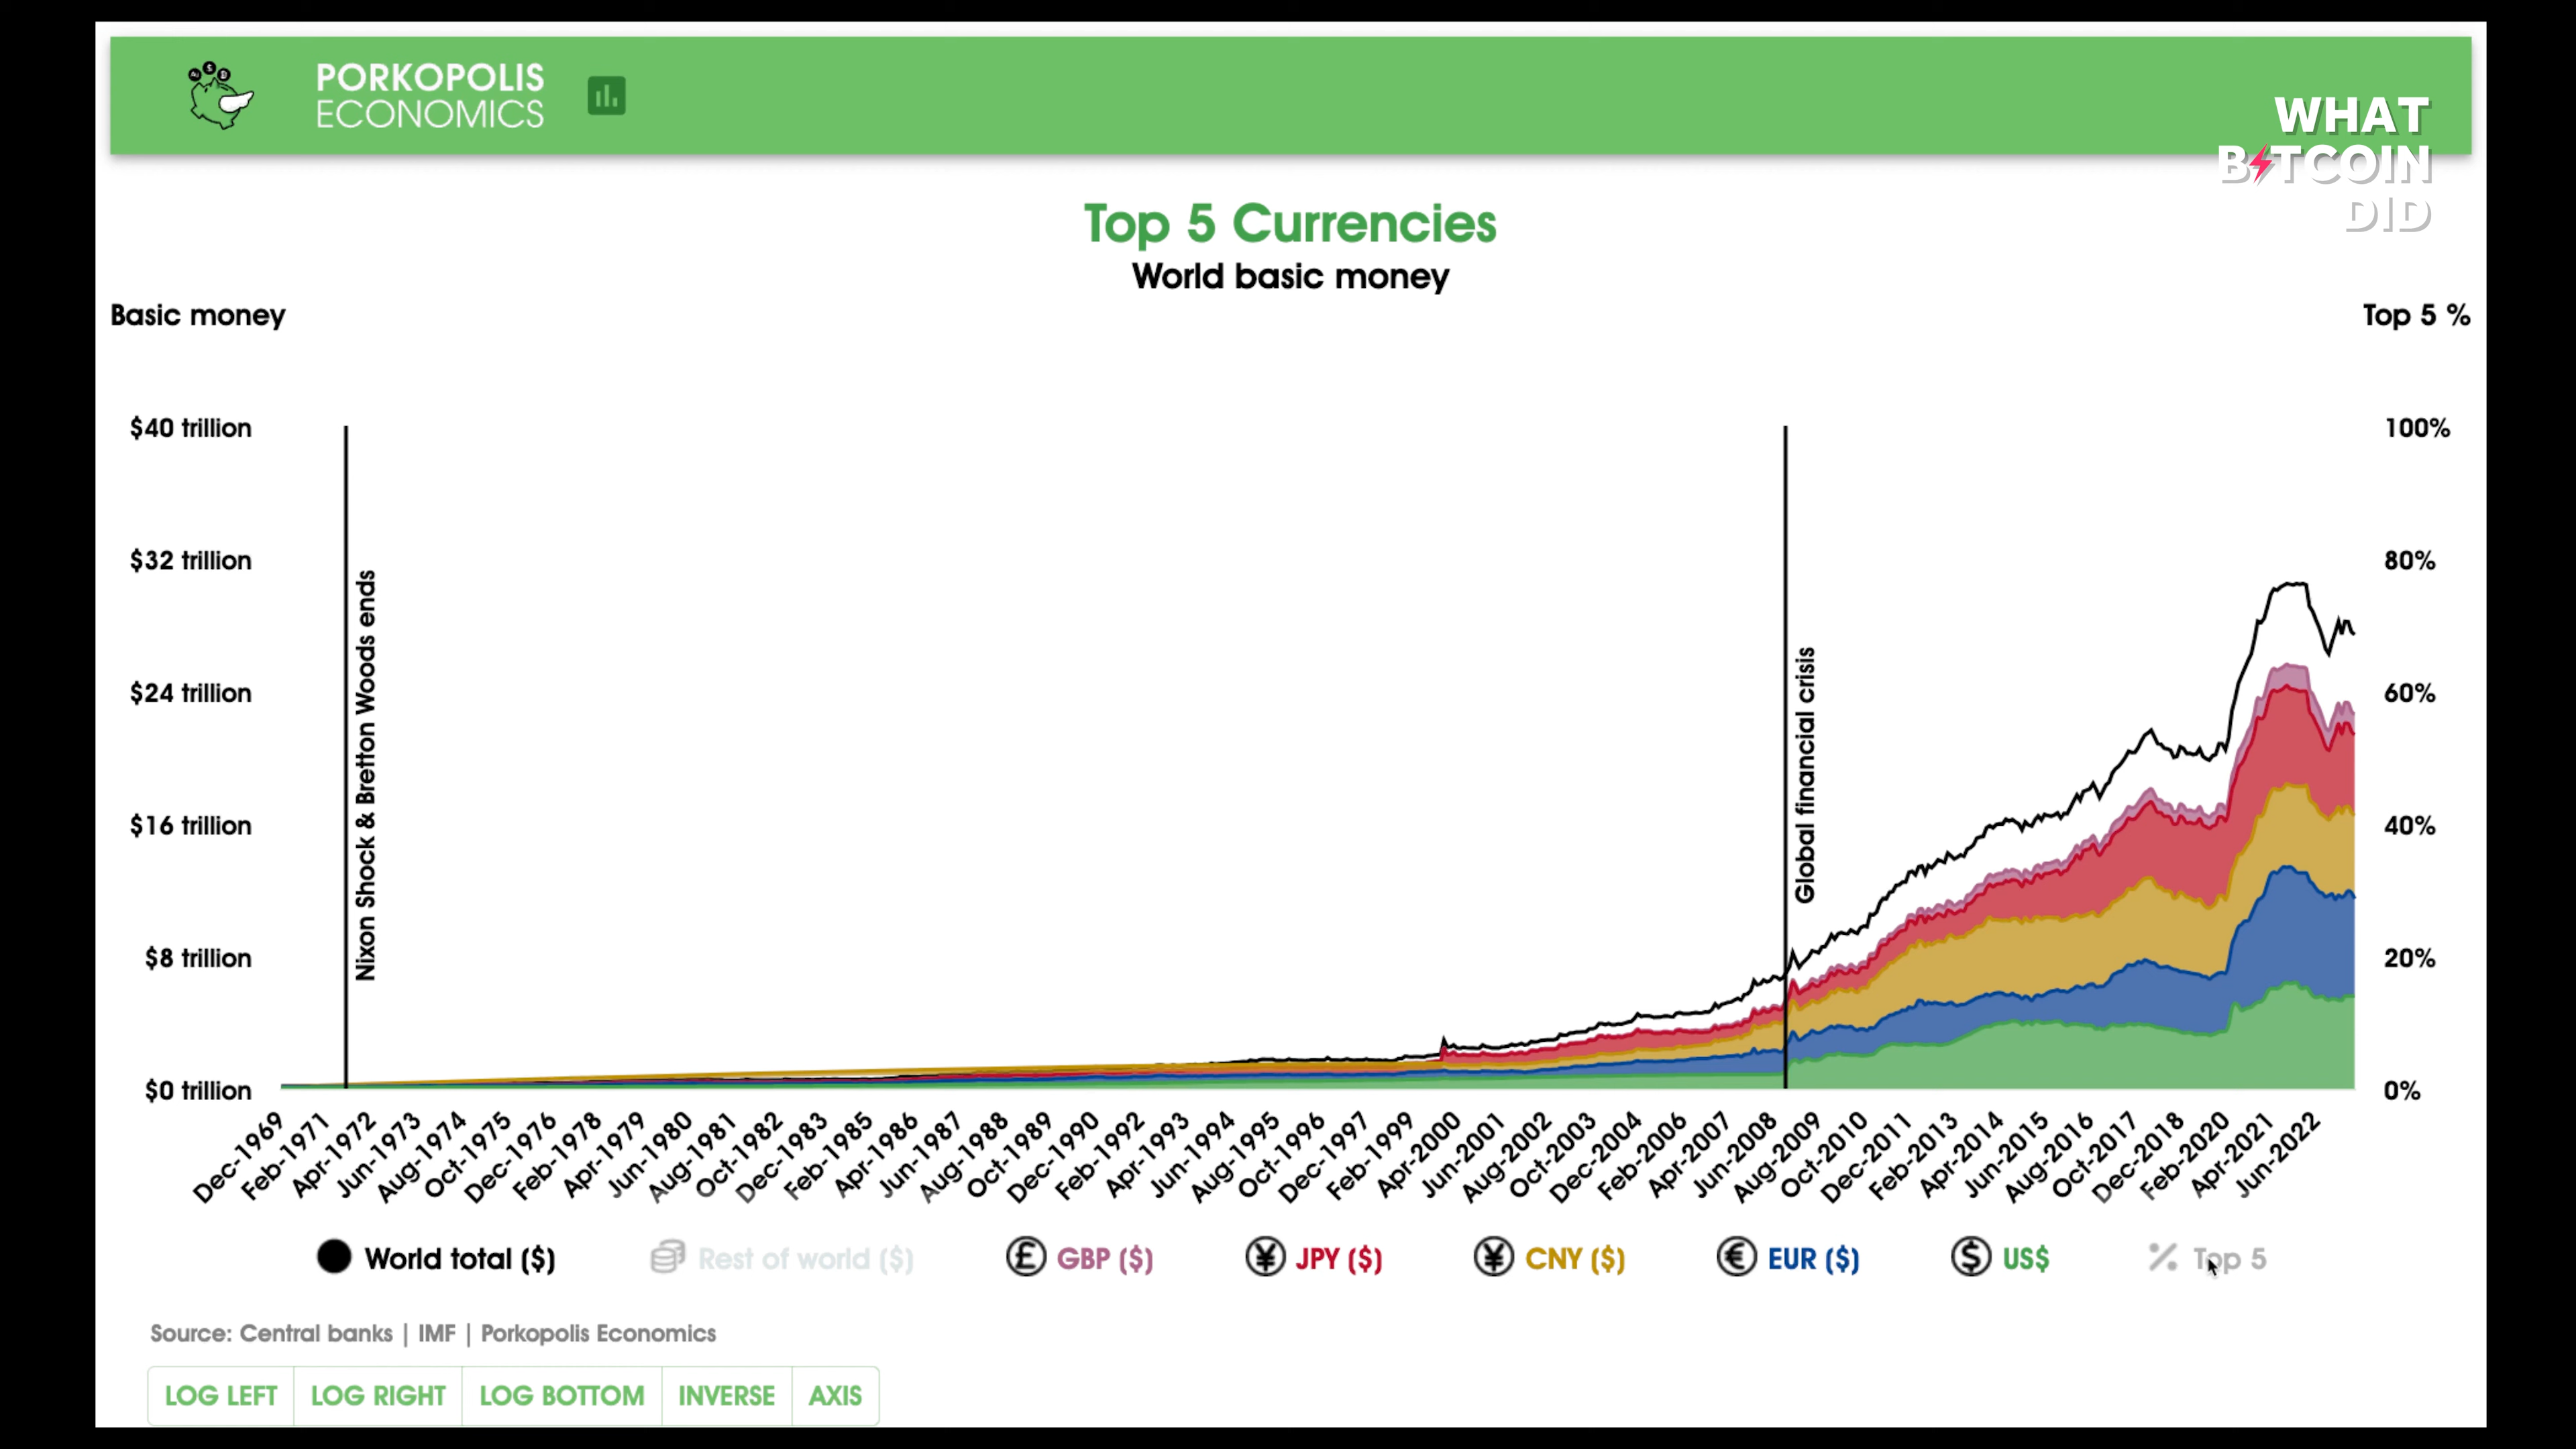 PORKOPOLIS
ECONOMICS
WHAT
B⚡TCOIN
DID
Top 5 Currencies
World basic money
Basic money
Top 5 %
$40 trillion
$32 trillion
$24 trillion
$16 trillion
$8 trillion
$0 trillion
100%
80%
60%
40%
20%
0%
Nixon Shock & Bretton Woods ends
Global financial crisis
Dec-1969
Feb-1971
Apr-1972
Jun-1973
Aug-1974
Oct-1975
Dec-1976
Feb-1978
Apr-1979
Jun-1980
Aug-1981
Oct-1982
Dec-1983
Feb-1985
Apr-1986
Jun-1987
Aug-1988
Oct-1989
Dec-1990
Feb-1992
Apr-1993
Jun-1994
Aug-1995
Oct-1996
Dec-1997
Feb-1999
Apr-2000
Jun-2001
Aug-2002
Oct-2003
Dec-2004
Feb-2006
Apr-2007
Jun-2008
Aug-2009
Oct-2010
Dec-2011
Feb-2013
Apr-2014
Jun-2015
Aug-2016
Oct-2017
Dec-2018
Feb-2020
Apr-2021
Jun-2022
World total ($)
Rest of world ($)
£ GBP ($)
¥ JPY ($)
¥ CNY ($)
€ EUR ($)
$ US$
% Top 5
Source: Central banks | IMF | Porkopolis Economics
LOG LEFT
LOG RIGHT
LOG BOTTOM
INVERSE
AXIS